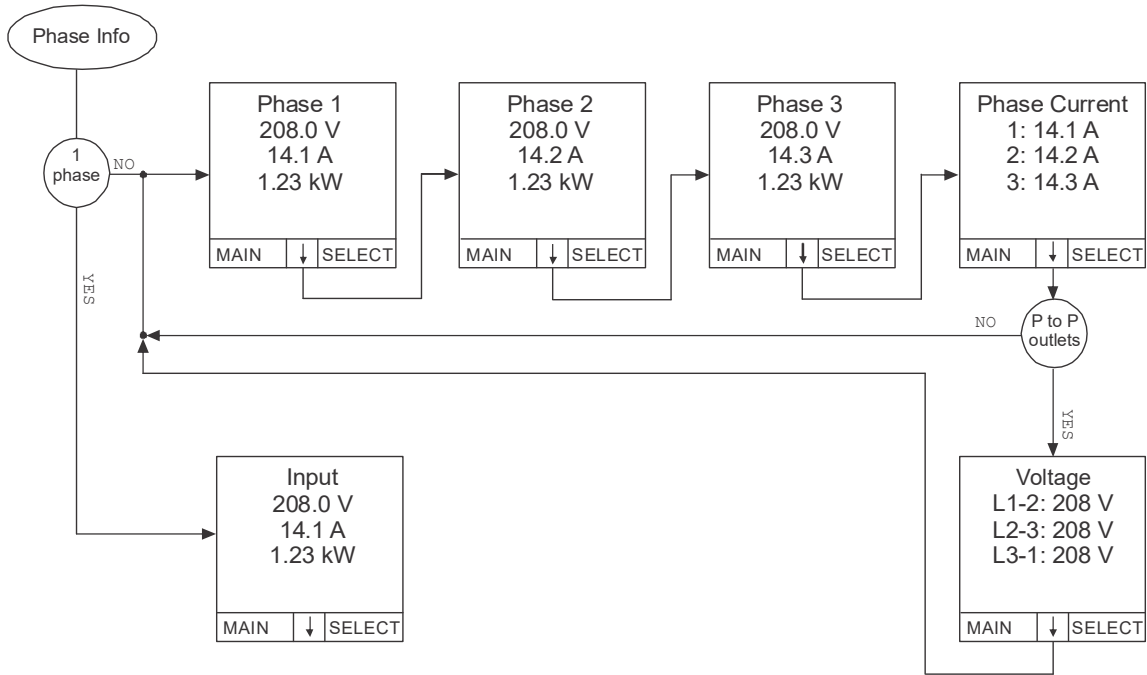 Phase Info
1
phase
NO
YES
Phase 1
208.0 V
14.1 A
1.23 kW
MAIN ↓ SELECT
Phase 2
208.0 V
14.2 A
1.23 kW
MAIN ↓ SELECT
Phase 3
208.0 V
14.3 A
1.23 kW
MAIN ↓ SELECT
Phase Current
1: 14.1 A
2: 14.2 A
3: 14.3 A
MAIN ↓ SELECT
P to P
outlets
NO
YES
Input
208.0 V
14.1 A
1.23 kW
MAIN ↓ SELECT
Voltage
L1-2: 208 V
L2-3: 208 V
L3-1: 208 V
MAIN ↓ SELECT